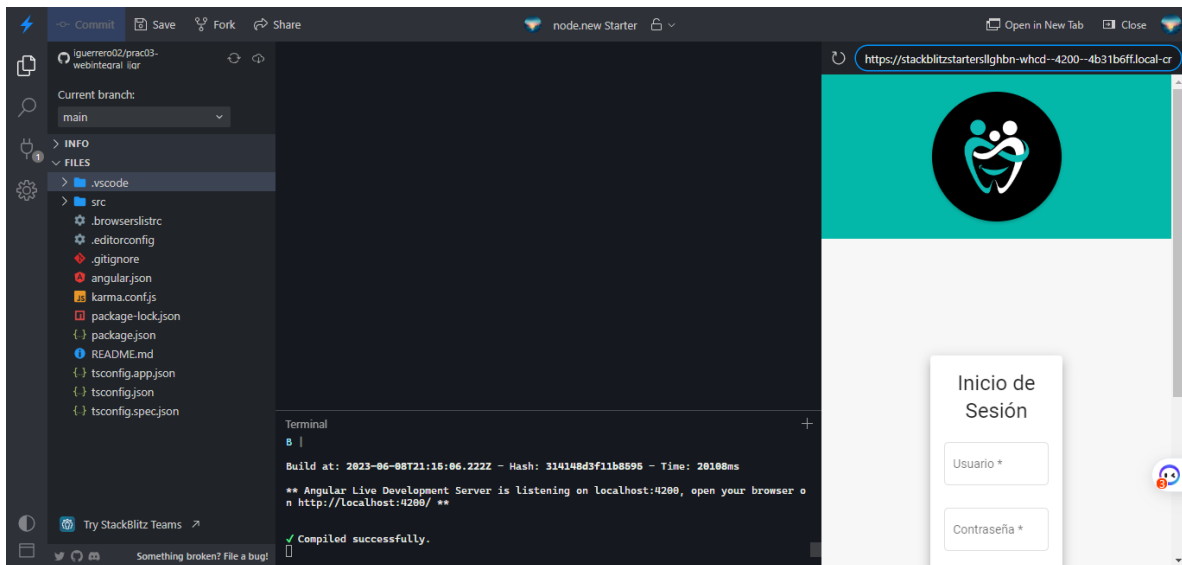 Commit Save Fork Share node.new Starter Open in New Tab Close
iguerrero02/prac03-
webintegral_ligr
Current branch:
main
INFO
FILES
.vscode
src
.browserslistrc
.editorconfig
.gitignore
angular.json
karma.conf.js
package-lock.json
package.json
README.md
tsconfig.app.json
tsconfig.json
tsconfig.spec.json
Try StackBlitz Teams
Something broken? File a bug!
1
Terminal
B |
Build at: 2023-06-08T21:15:06.222Z - Hash: 314148d3f11b8595 - Time: 20108ms
** Angular Live Development Server is listening on localhost:4200, open your browser o
n http://localhost:4200/ **
√ Compiled successfully.
https://stackblitzstartersllghbn-whcd--4200--4b31b6ff.local-cr
Inicio de
Sesión
Usuario *
Contraseña *
3